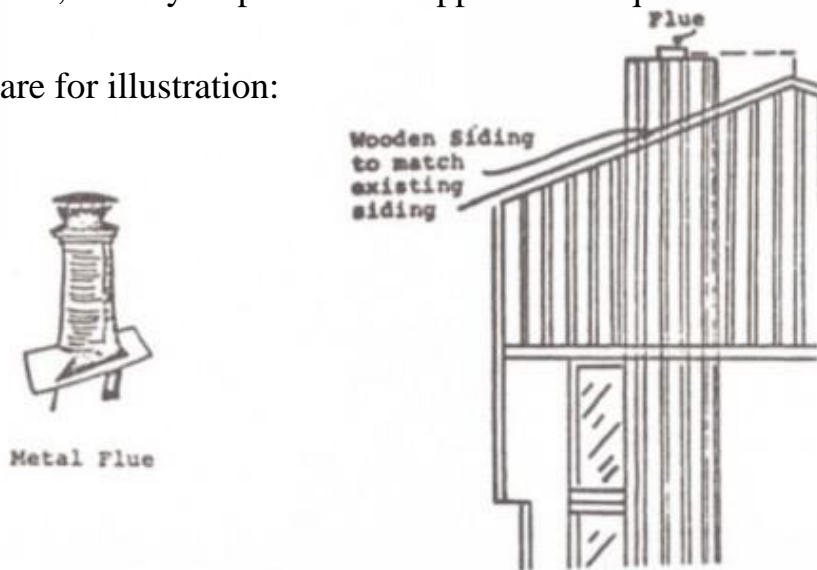 Flue
are for illustration:
Wooden Siding
to match
existing
siding
Metal Flue